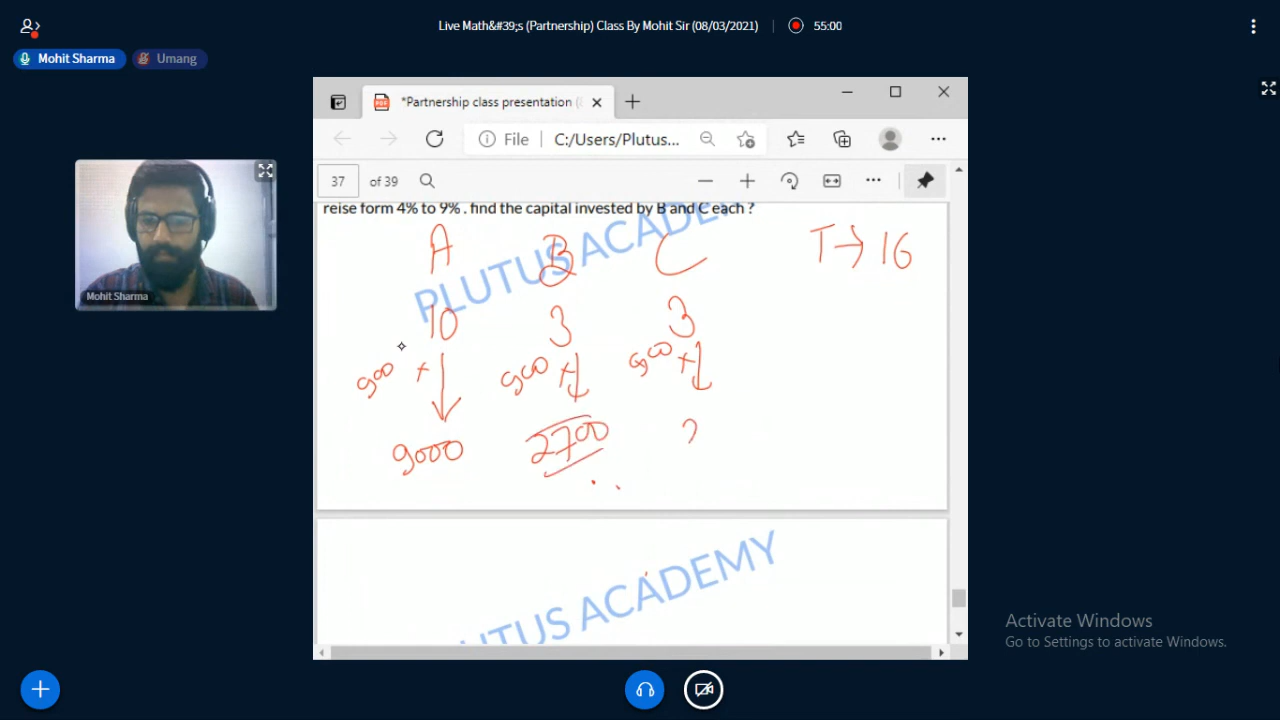 Live Math&#39;s (Partnership) Class By Mohit Sir (08/03/2021) 55:00
Mohit Sharma Umang
*Partnership class presentation (
File C:/Users/Plutus...
37 of 39
reise form 4% to 9% . find the capital invested by B and C each ?
PLUTUS ACADEMY
A B C T → 16
10 3 3
900 × 900 × 900 ×
9000 2700 ?
Mohit Sharma
PLUTUS ACADEMY
Activate Windows
Go to Settings to activate Windows.